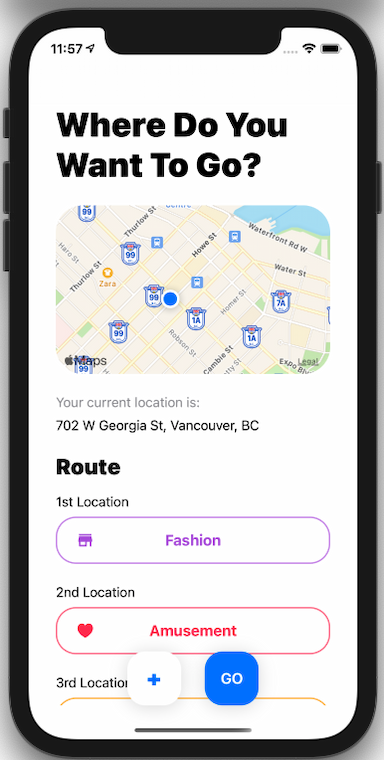 11:57
Where Do You
Want To Go?
Centre
99
Thurlow St
Waterfront Rd W
99
Howe St
Haro St
Water St
Thurlow St
Zara
99
Homer St
7A
1A
99
Robson St
1A
Cambie St
Expo Blvd
Maps
Legal
99
Your current location is:
702 W Georgia St, Vancouver, BC
Route
1st Location
Fashion
2nd Location
Amusement
3rd Location
+
GO